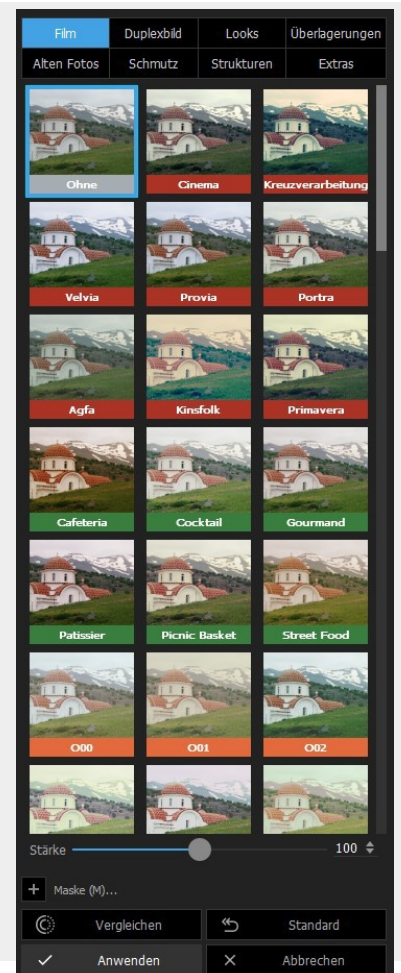 Film Duplexbild Looks Überlagerungen
Alten Fotos Schmutz Strukturen Extras
Ohne Cinema Kreuzverarbeitung
Velvia Provia Portra
Agfa Kinsfolk Primavera
Cafeteria Cocktail Gourmand
Patissier Picnic Basket Street Food
O00 O01 O02
Stärke 100
+ Maske (M)...
Vergleichen Standard
Anwenden Abbrechen